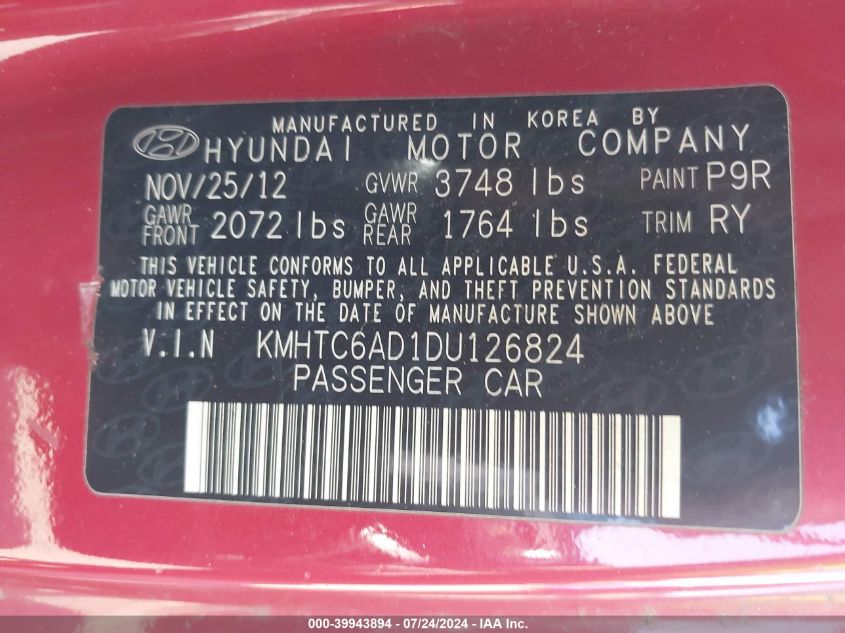 MANUFACTURED IN KOREA BY
HYUNDAI MOTOR COMPANY
NOV/25/12 GVWR 3748 lbs PAINT P9R
GAWR FRONT 2072 lbs GAWR REAR 1764 lbs TRIM RY
THIS VEHICLE CONFORMS TO ALL APPLICABLE U.S.A. FEDERAL
MOTOR VEHICLE SAFETY, BUMPER, AND THEFT PREVENTION STANDARDS
IN EFFECT ON THE DATE OF MANUFACTURE SHOWN ABOVE
V.I.N KMHTC6AD1DU126824
PASSENGER CAR
000-39943894 - 07/24/2024 - IAA Inc.